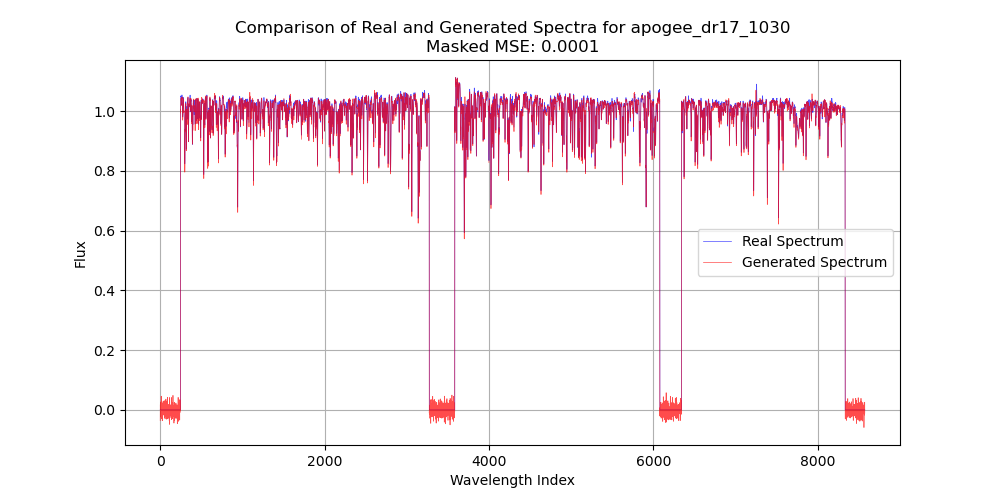 Comparison of Real and Generated Spectra for apogee_dr17_1030
Masked MSE: 0.0001
1.0
0.8
0.6
0.4
0.2
0.0
Flux
Real Spectrum
Generated Spectrum
0 2000 4000 6000 8000
Wavelength Index